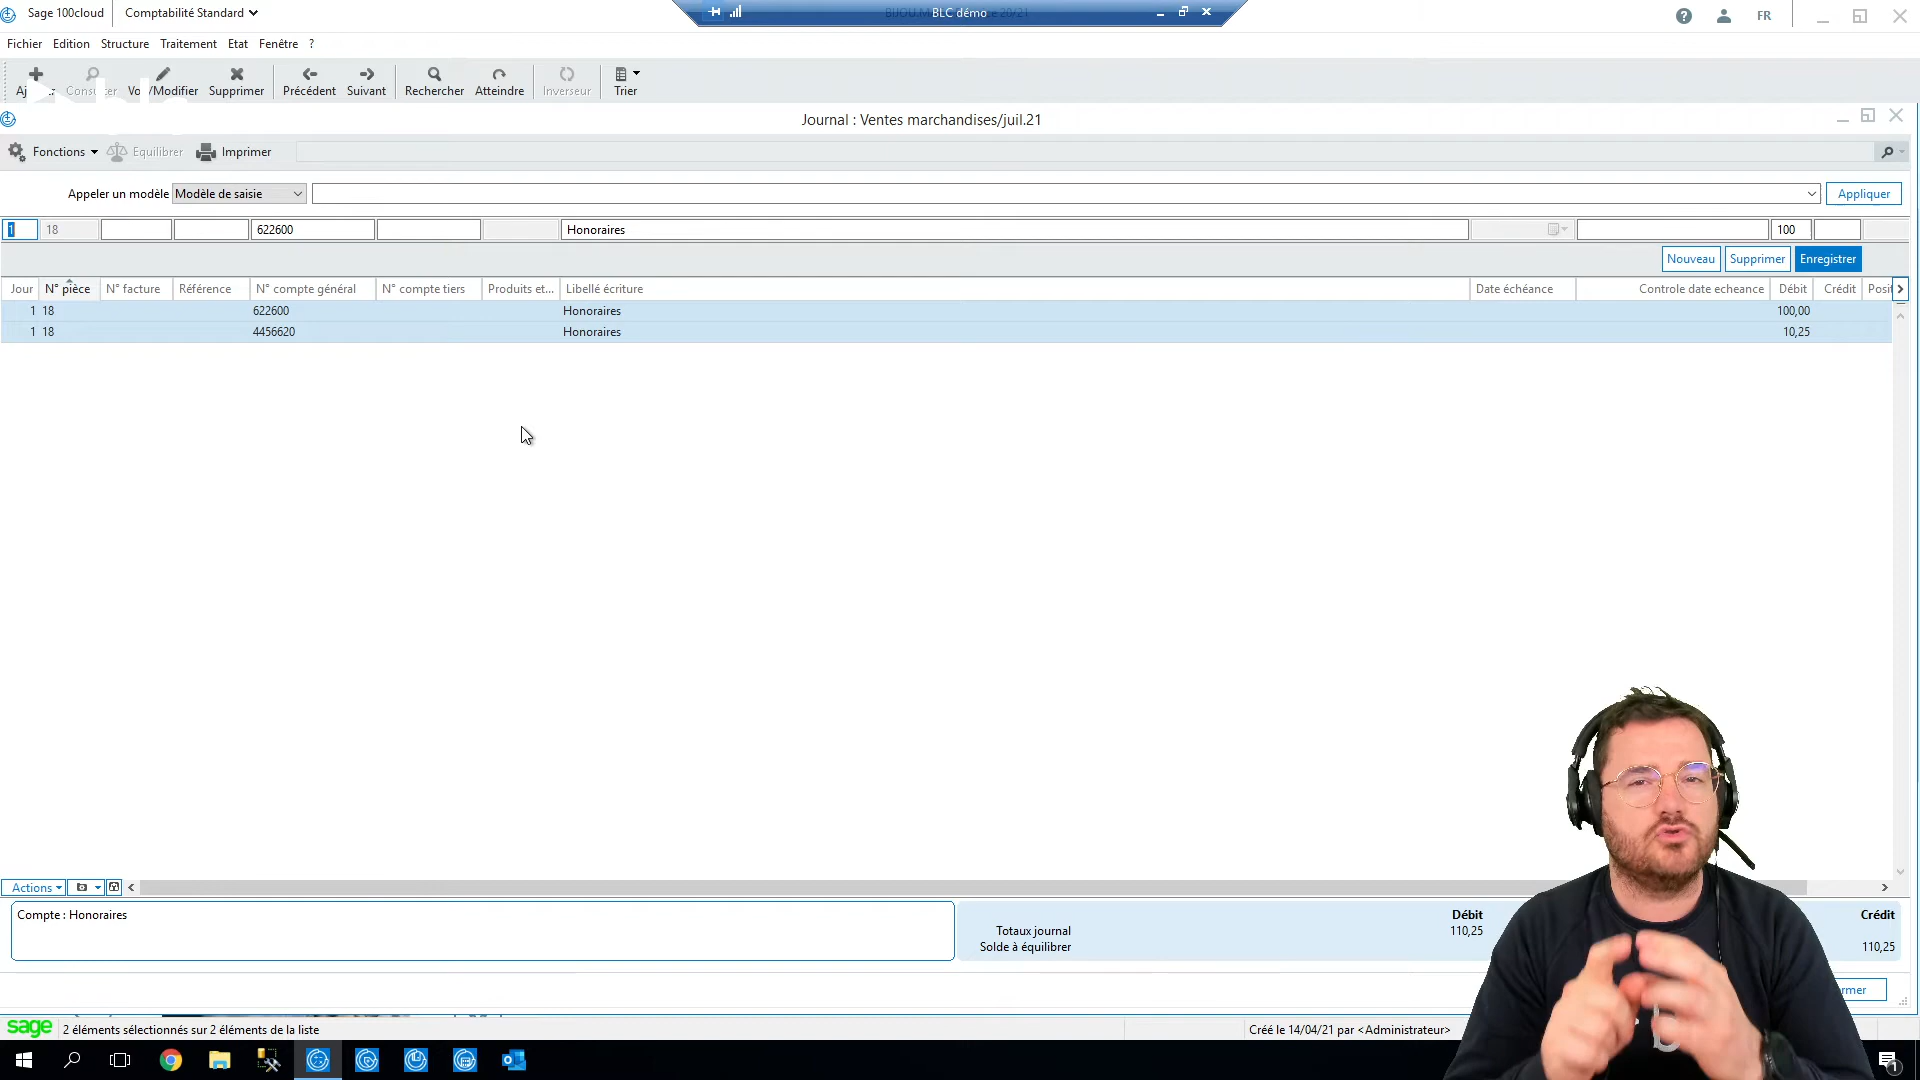 Sage 100cloud Comptabilité Standard BLC démo FR
Fichier Edition Structure Traitement Etat Fenêtre ?
Supprimer Précédent Suivant Rechercher Atteindre Inverseur Trier
Journal : Ventes marchandises/juil.21
Fonctions Equilibrer Imprimer
Appeler un modèle Modèle de saisie Appliquer
1 18 622600 Honoraires 100
Nouveau Supprimer Enregistrer
Jour N° pièce N° facture Référence N° compte général N° compte tiers Produits et... Libellé écriture Date échéance Controle date echeance Débit Crédit
1 18 622600 Honoraires 100,00
1 18 4456620 Honoraires 10,25
Actions
Compte : Honoraires
Débit Crédit
Totaux journal 110,25
Solde à équilibrer 110,25
sage 2 éléments sélectionnés sur 2 éléments de la liste Créé le 14/04/21 par <Administrateur>
1